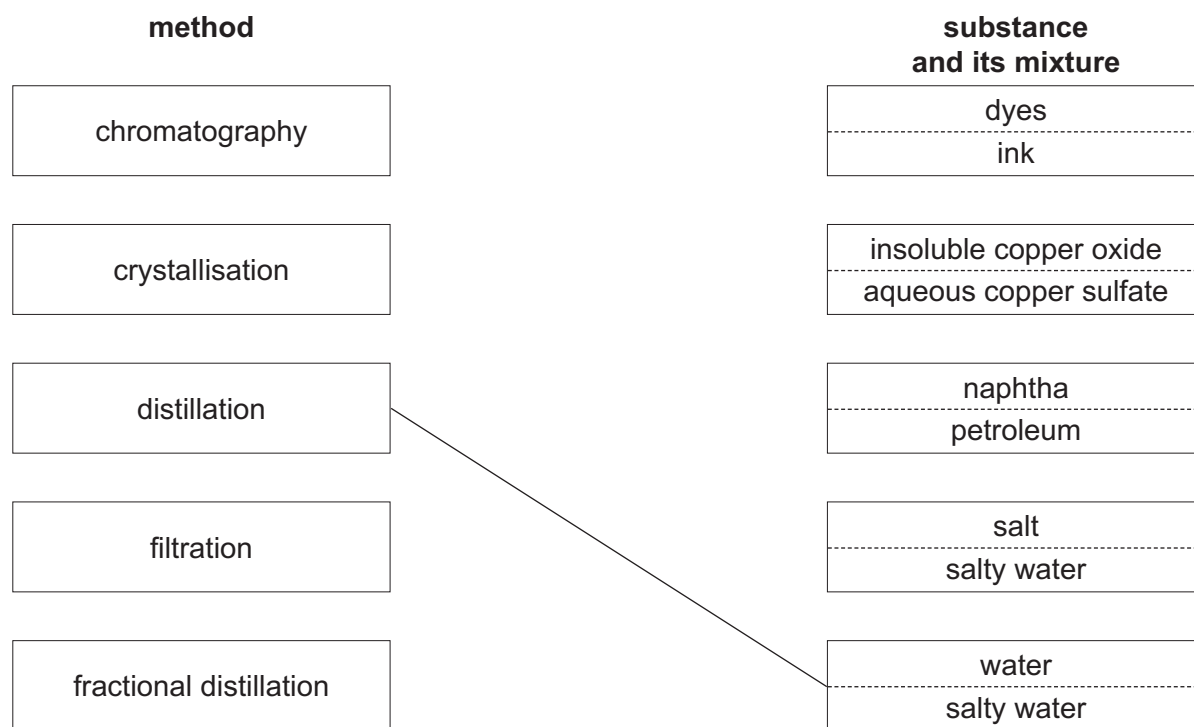 method
substance
and its mixture
chromatography
dyes
ink
crystallisation
insoluble copper oxide
aqueous copper sulfate
distillation
naphtha
petroleum
filtration
salt
salty water
fractional distillation
water
salty water